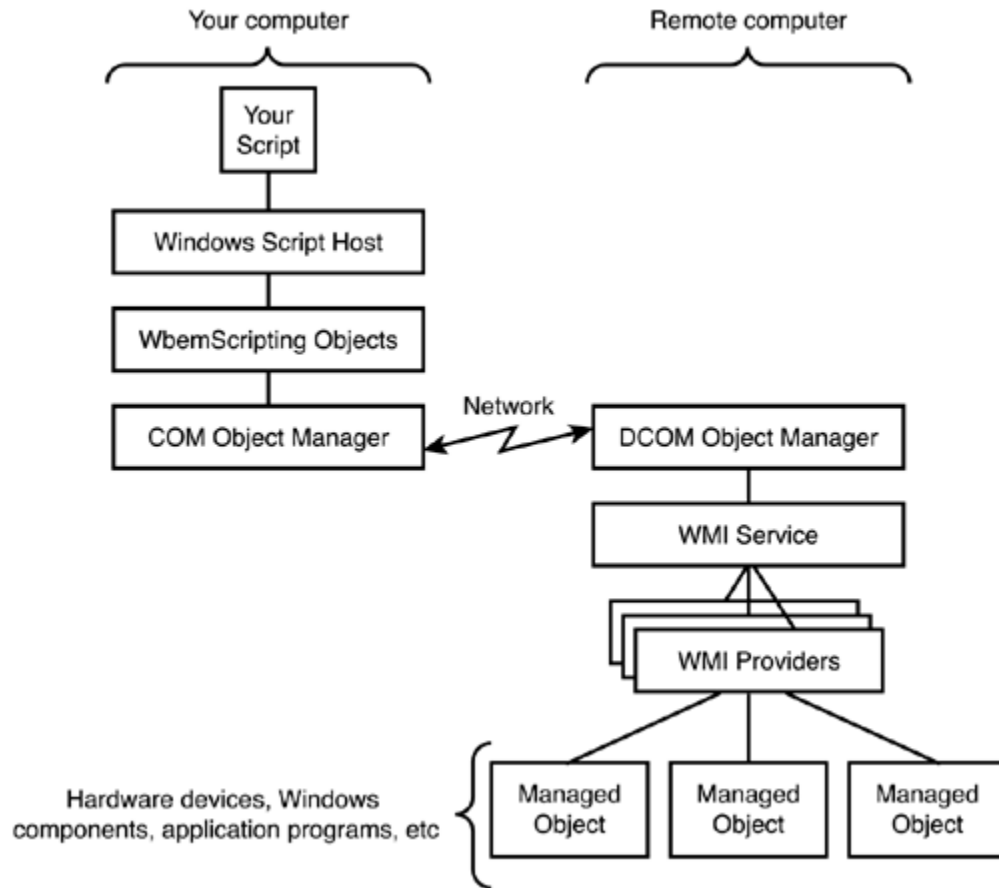 Your computer
Remote computer
Your
Script
Windows Script Host
WbemScripting Objects
COM Object Manager
Network
DCOM Object Manager
WMI Service
WMI Providers
Hardware devices, Windows
components, application programs, etc
Managed
Object
Managed
Object
Managed
Object